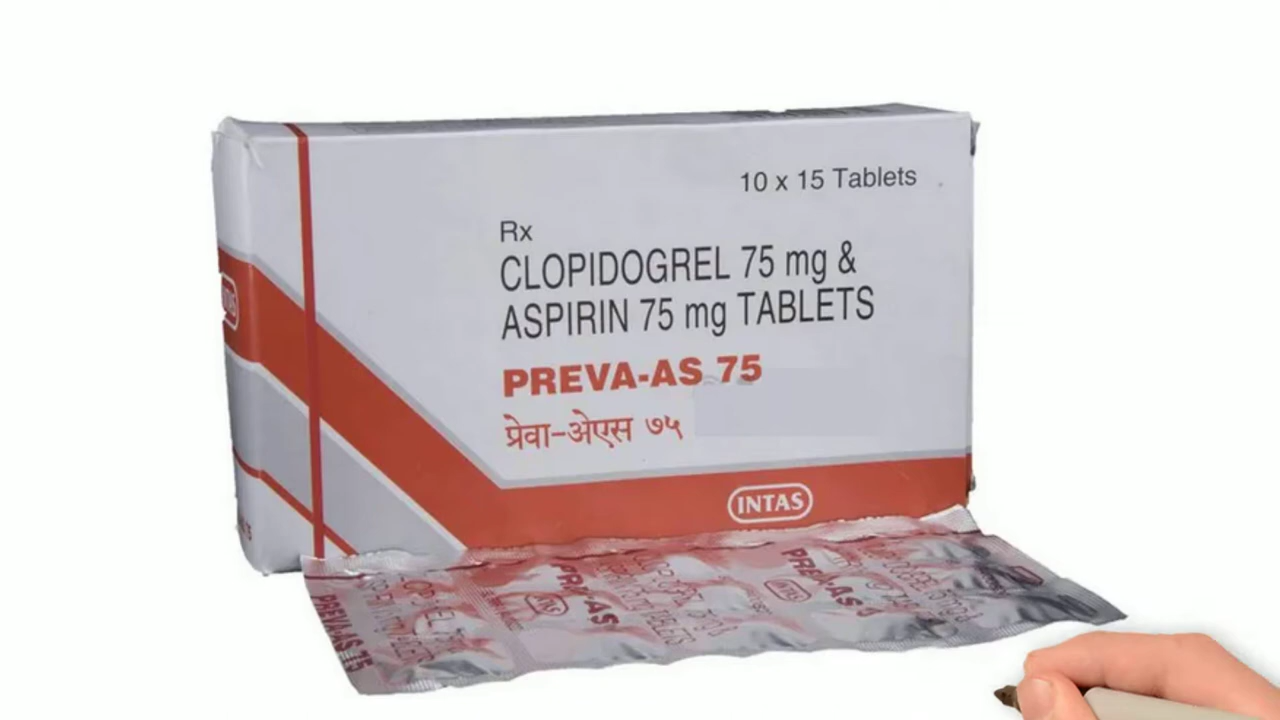 10 x 15 Tablets
Rx
CLOPIDOGREL 75 mg &
ASPIRIN 75 mg TABLETS
PREVA-AS 75
प्रेवा-अेएस ७५
INTAS
PREVA-AS 75
PREVA-AS
INTAS